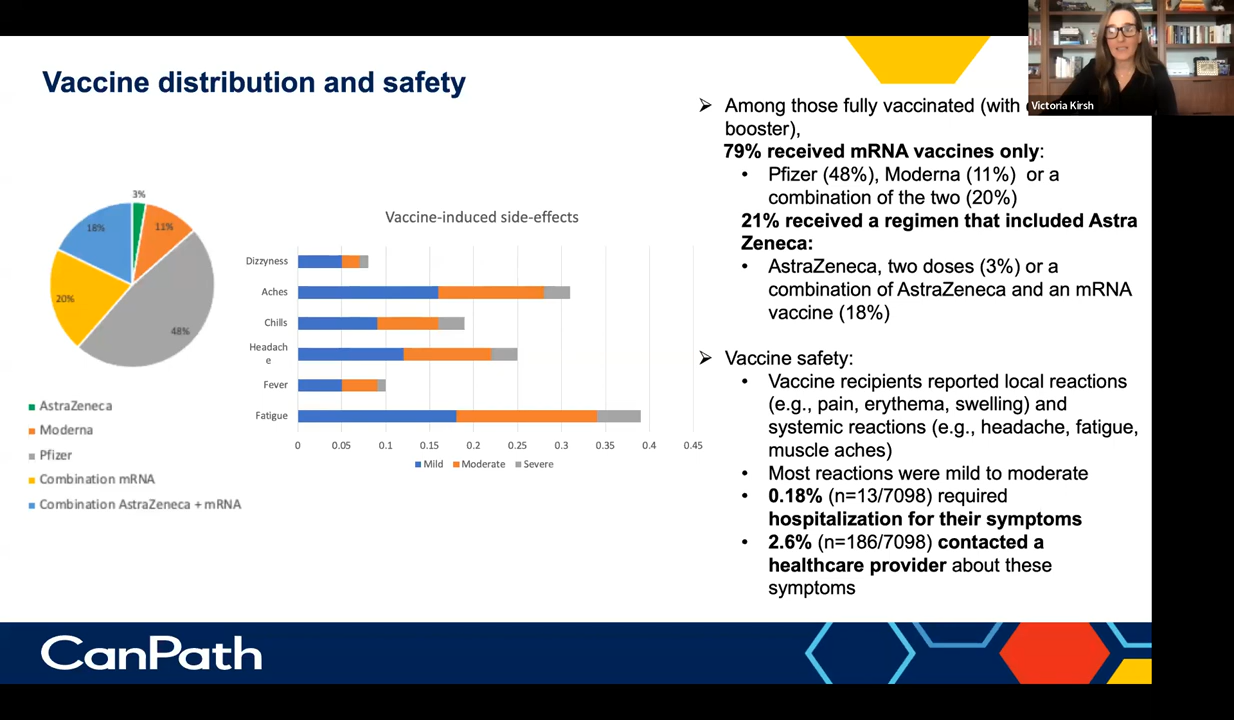 Vaccine distribution and safety
Victoria Kirsh
➢ Among those fully vaccinated (with
booster),
79% received mRNA vaccines only:
• Pfizer (48%), Moderna (11%) or a
combination of the two (20%)
21% received a regimen that included Astra
Zeneca:
• AstraZeneca, two doses (3%) or a
combination of AstraZeneca and an mRNA
vaccine (18%)
➢ Vaccine safety:
• Vaccine recipients reported local reactions
(e.g., pain, erythema, swelling) and
systemic reactions (e.g., headache, fatigue,
muscle aches)
• Most reactions were mild to moderate
• 0.18% (n=13/7098) required
hospitalization for their symptoms
• 2.6% (n=186/7098) contacted a
healthcare provider about these
symptoms
3%
11%
18%
20%
48%
AstraZeneca
Moderna
Pfizer
Combination mRNA
Combination AstraZeneca + mRNA
Vaccine-induced side-effects
Dizzyness
Aches
Chills
Headach
e
Fever
Fatigue
0 0.05 0.1 0.15 0.2 0.25 0.3 0.35 0.4 0.45
Mild Moderate Severe
CanPath